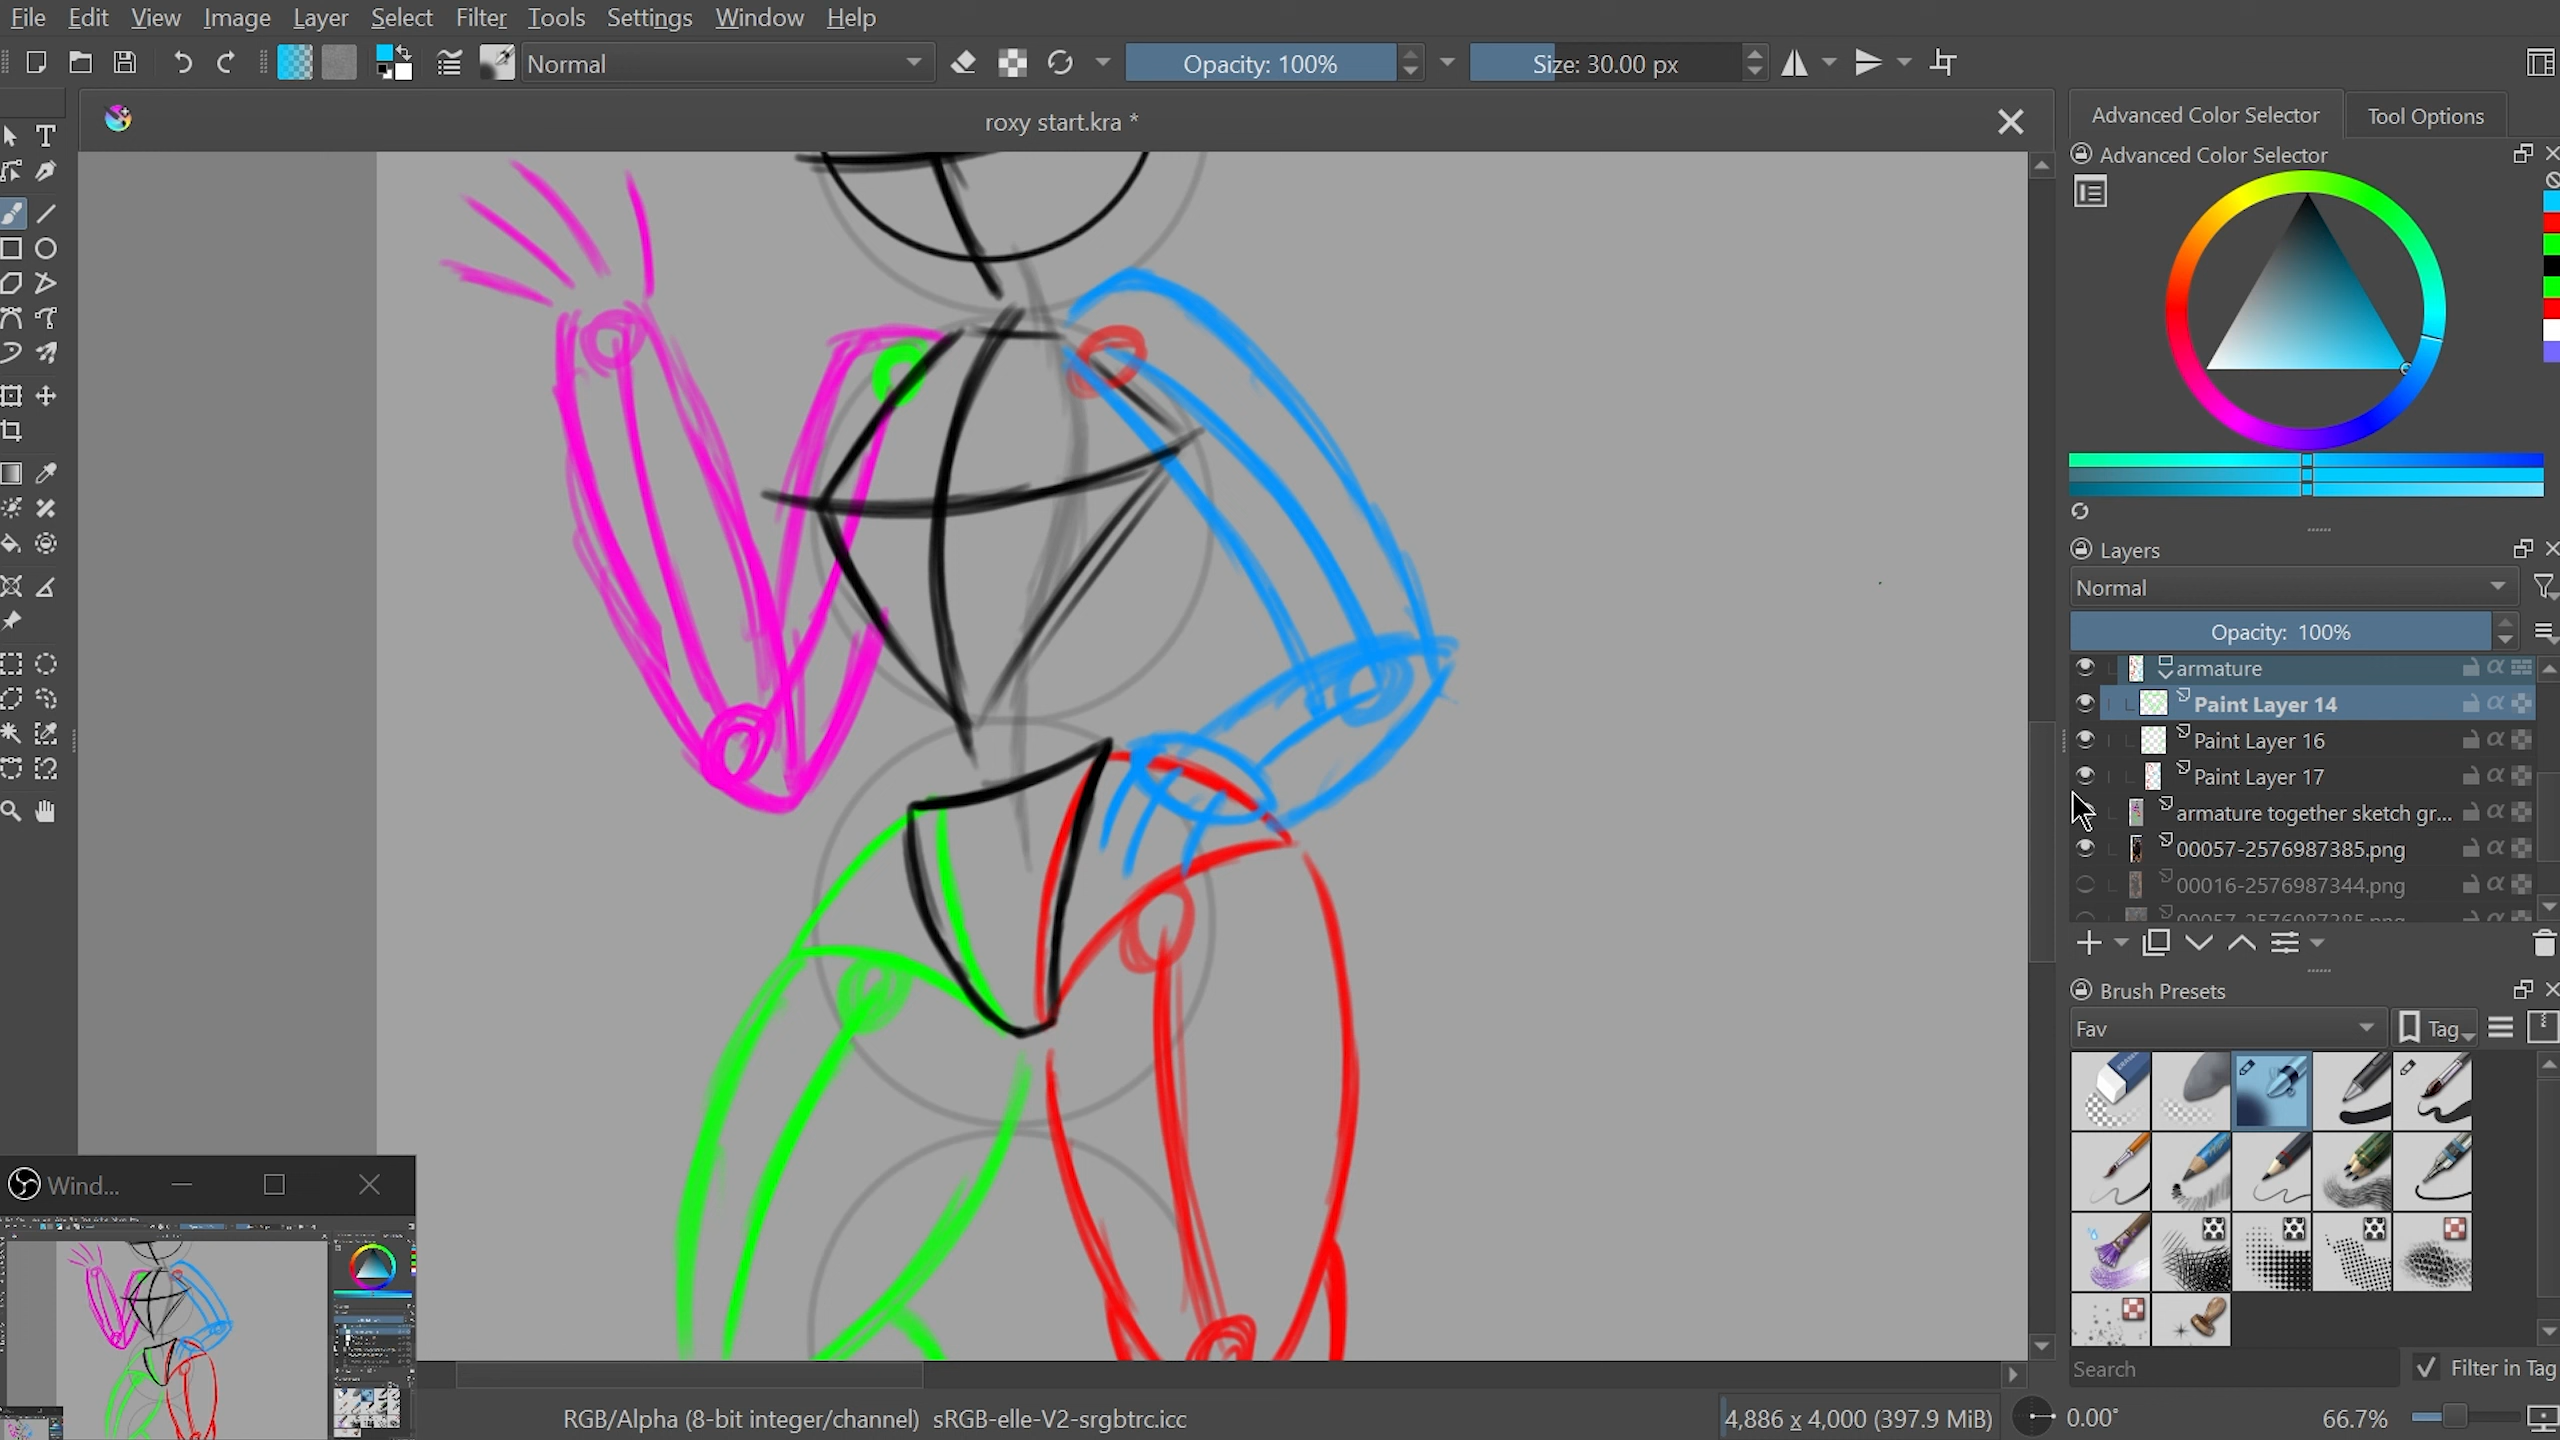 File Edit View Image Layer Select Filter Tools Settings Window Help
Normal Opacity: 100% Size: 30.00 px
roxy start.kra *
Advanced Color Selector Tool Options
Advanced Color Selector
Layers
Normal
Opacity: 100%
armature
Paint Layer 14
Paint Layer 16
Paint Layer 17
armature together sketch gr...
00057-2576987385.png
00016-2576987344.png
00057-2576987385.png
Brush Presets
Fav Tag
Search Filter in Tag
Wind...
RGB/Alpha (8-bit integer/channel) sRGB-elle-V2-srgbtrc.icc 4,886 x 4,000 (397.9 MiB) 0.00° 66.7%